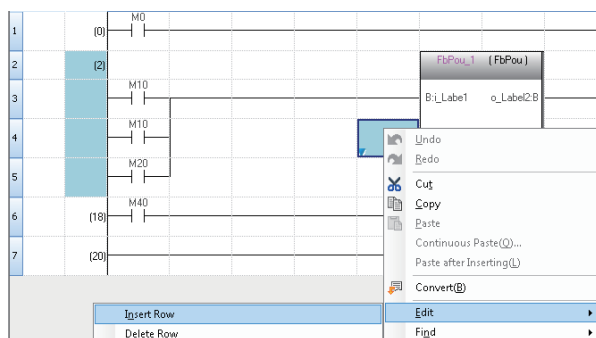 M0
1 (0)
2 (2) FbPou_1 (FbPou)
M10
3 B:i_Labe1 o_Label2:B
M10
4 Undo
Redo
M20
5 Cut
Copy
M40
6 (18) Paste
Continuous Paste(O)...
7 (20) Paste after Inserting(L)
Convert(B)
Insert Row Edit
Delete Row Find